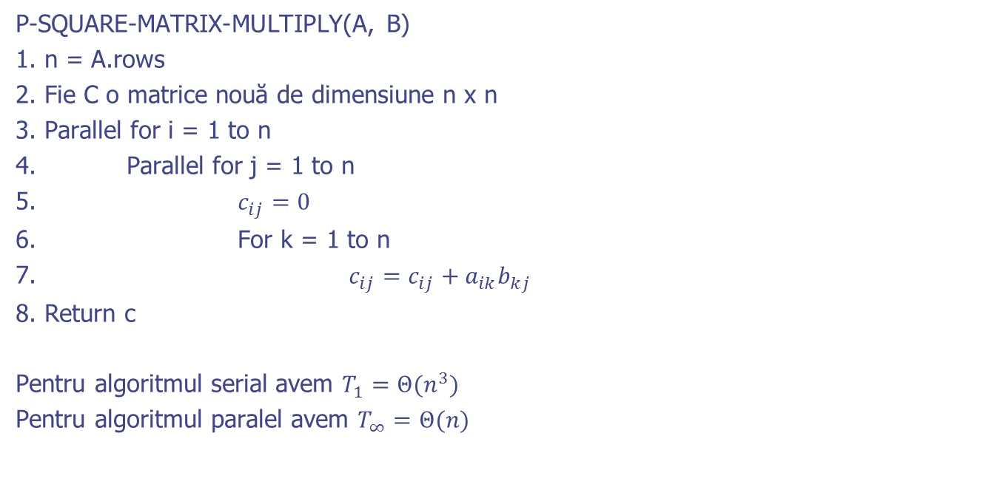 P-SQUARE-MATRIX-MULTIPLY(A, B)
1. n = A.rows
2. Fie C o matrice nouă de dimensiune n x n
3. Parallel for i = 1 to n
4. Parallel for j = 1 to n
5. $c_{ij} = 0$
6. For k = 1 to n
7. $c_{ij} = c_{ij} + a_{ik} b_{kj}$
8. Return c
Pentru algoritmul serial avem $T_1 = \Theta(n^3)$
Pentru algoritmul paralel avem $T_\infty = \Theta(n)$